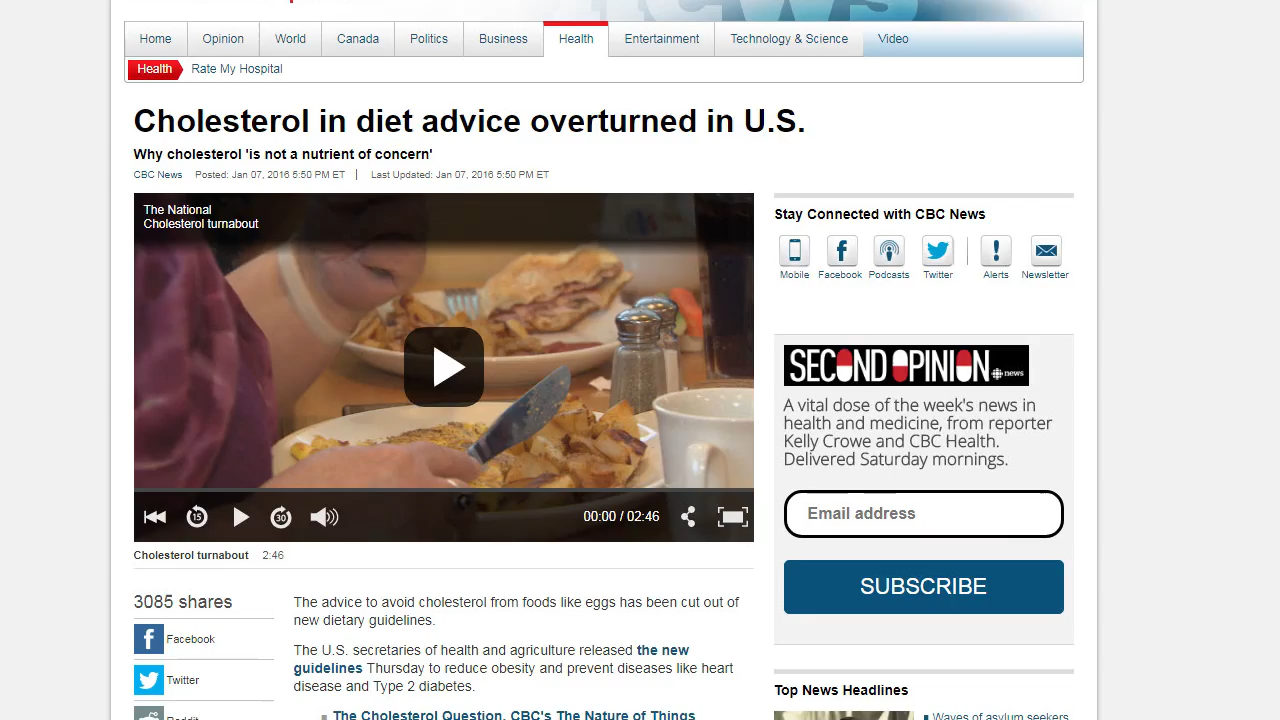 Home Opinion World Canada Politics Business Health Entertainment Technology & Science Video
Health Rate My Hospital
Cholesterol in diet advice overturned in U.S.
Why cholesterol 'is not a nutrient of concern'
CBC News Posted: Jan 07, 2016 5:50 PM ET | Last Updated: Jan 07, 2016 5:50 PM ET
The National
Cholesterol turnabout
15 30 00:00 / 02:46
Cholesterol turnabout 2:46
3085 shares
Facebook
Twitter
Reddit
The advice to avoid cholesterol from foods like eggs has been cut out of
new dietary guidelines.
The U.S. secretaries of health and agriculture released the new
guidelines Thursday to reduce obesity and prevent diseases like heart
disease and Type 2 diabetes.
The Cholesterol Question, CBC's The Nature of Things
Stay Connected with CBC News
Mobile Facebook Podcasts Twitter Alerts Newsletter
SECOND OPINION news
A vital dose of the week's news in
health and medicine, from reporter
Kelly Crowe and CBC Health.
Delivered Saturday mornings.
Email address
SUBSCRIBE
Top News Headlines
Waves of asylum seekers